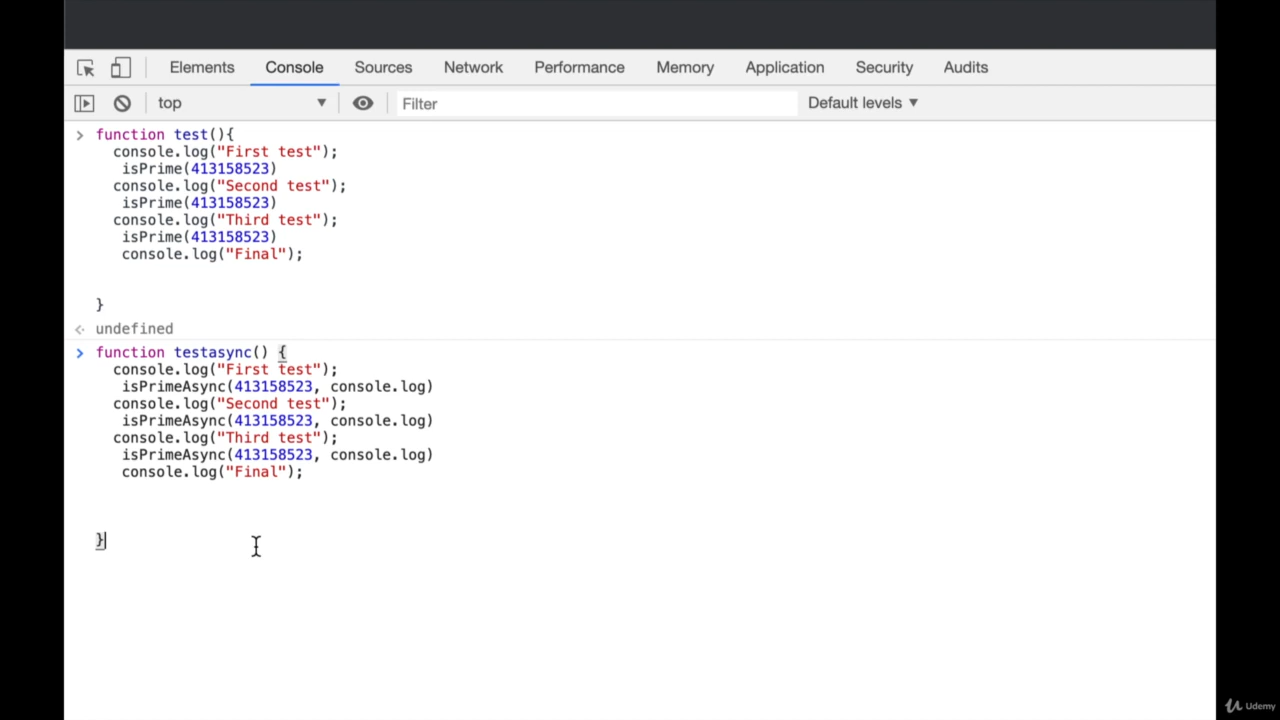 Elements Console Sources Network Performance Memory Application Security Audits
top ▼ Filter Default levels ▼
> function test(){
console.log("First test");
isPrime(413158523)
console.log("Second test");
isPrime(413158523)
console.log("Third test");
isPrime(413158523)
console.log("Final");
}
undefined
> function testasync() {
console.log("First test");
isPrimeAsync(413158523, console.log)
console.log("Second test");
isPrimeAsync(413158523, console.log)
console.log("Third test");
isPrimeAsync(413158523, console.log)
console.log("Final");
}
Udemy